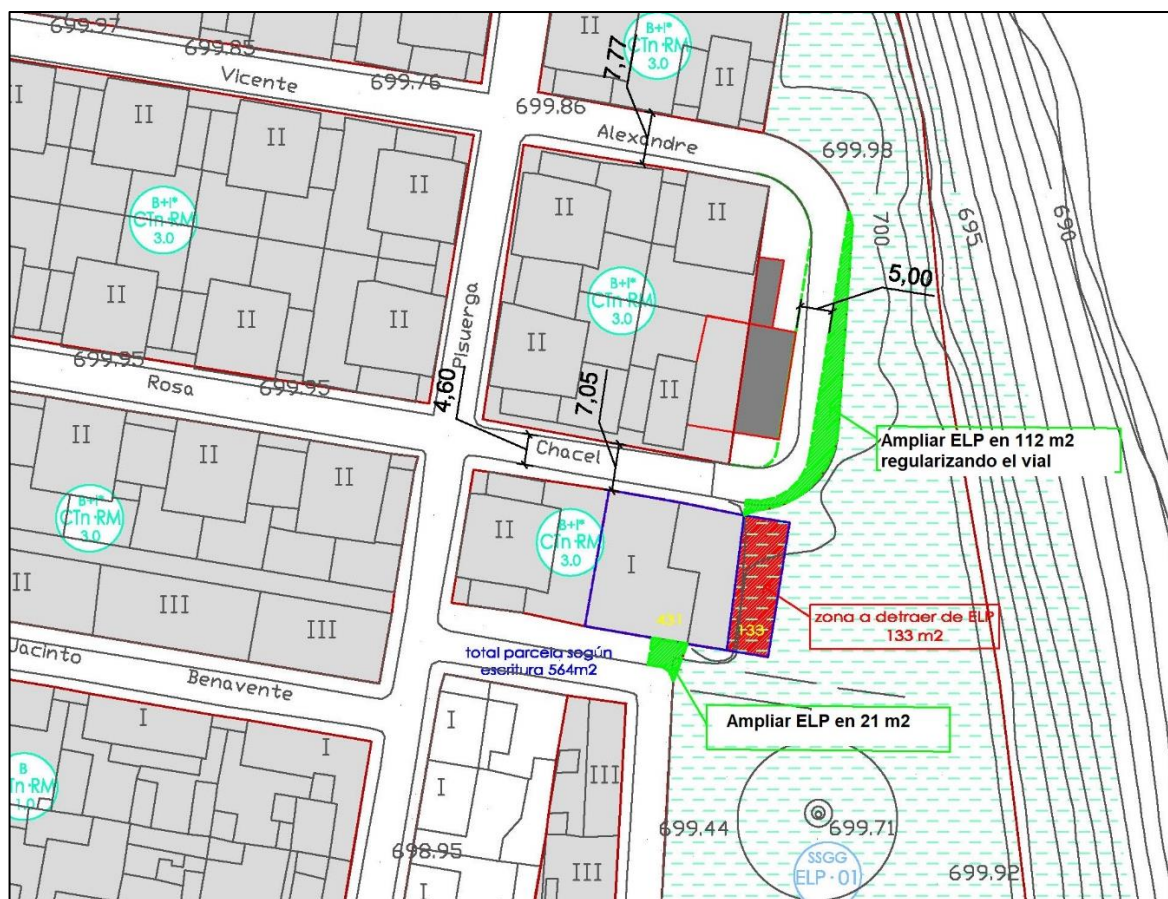 699.97
699.85
Vicente
699.76
II
B+I*
CTn·RM
3.0
II
7,77
699.86
Alexandre
699.98
II
II
II
II
B+I*
CTn·RM
3.0
II
II
II
II
II
B+I*
CTn·RM
3.0
II
II
700
695
690
5,00
Pisuerga
699.95
Rosa
699.95
4,60
7,05
Chacel
Ampliar ELP en 112 m2
regularizando el vial
II
II
II
B+I*
CTn·RM
3.0
II
B+I*
CTn·RM
3.0
I
II
III
III
431
133
zona a detraer de ELP
133 m2
total parcela según
escritura 564m2
Jacinto
Benavente
Ampliar ELP en 21 m2
I
I
I
I
I
III
III
B
Tn·RM
1.0
698.95
699.44
699.71
SSGG
ELP·01
699.92